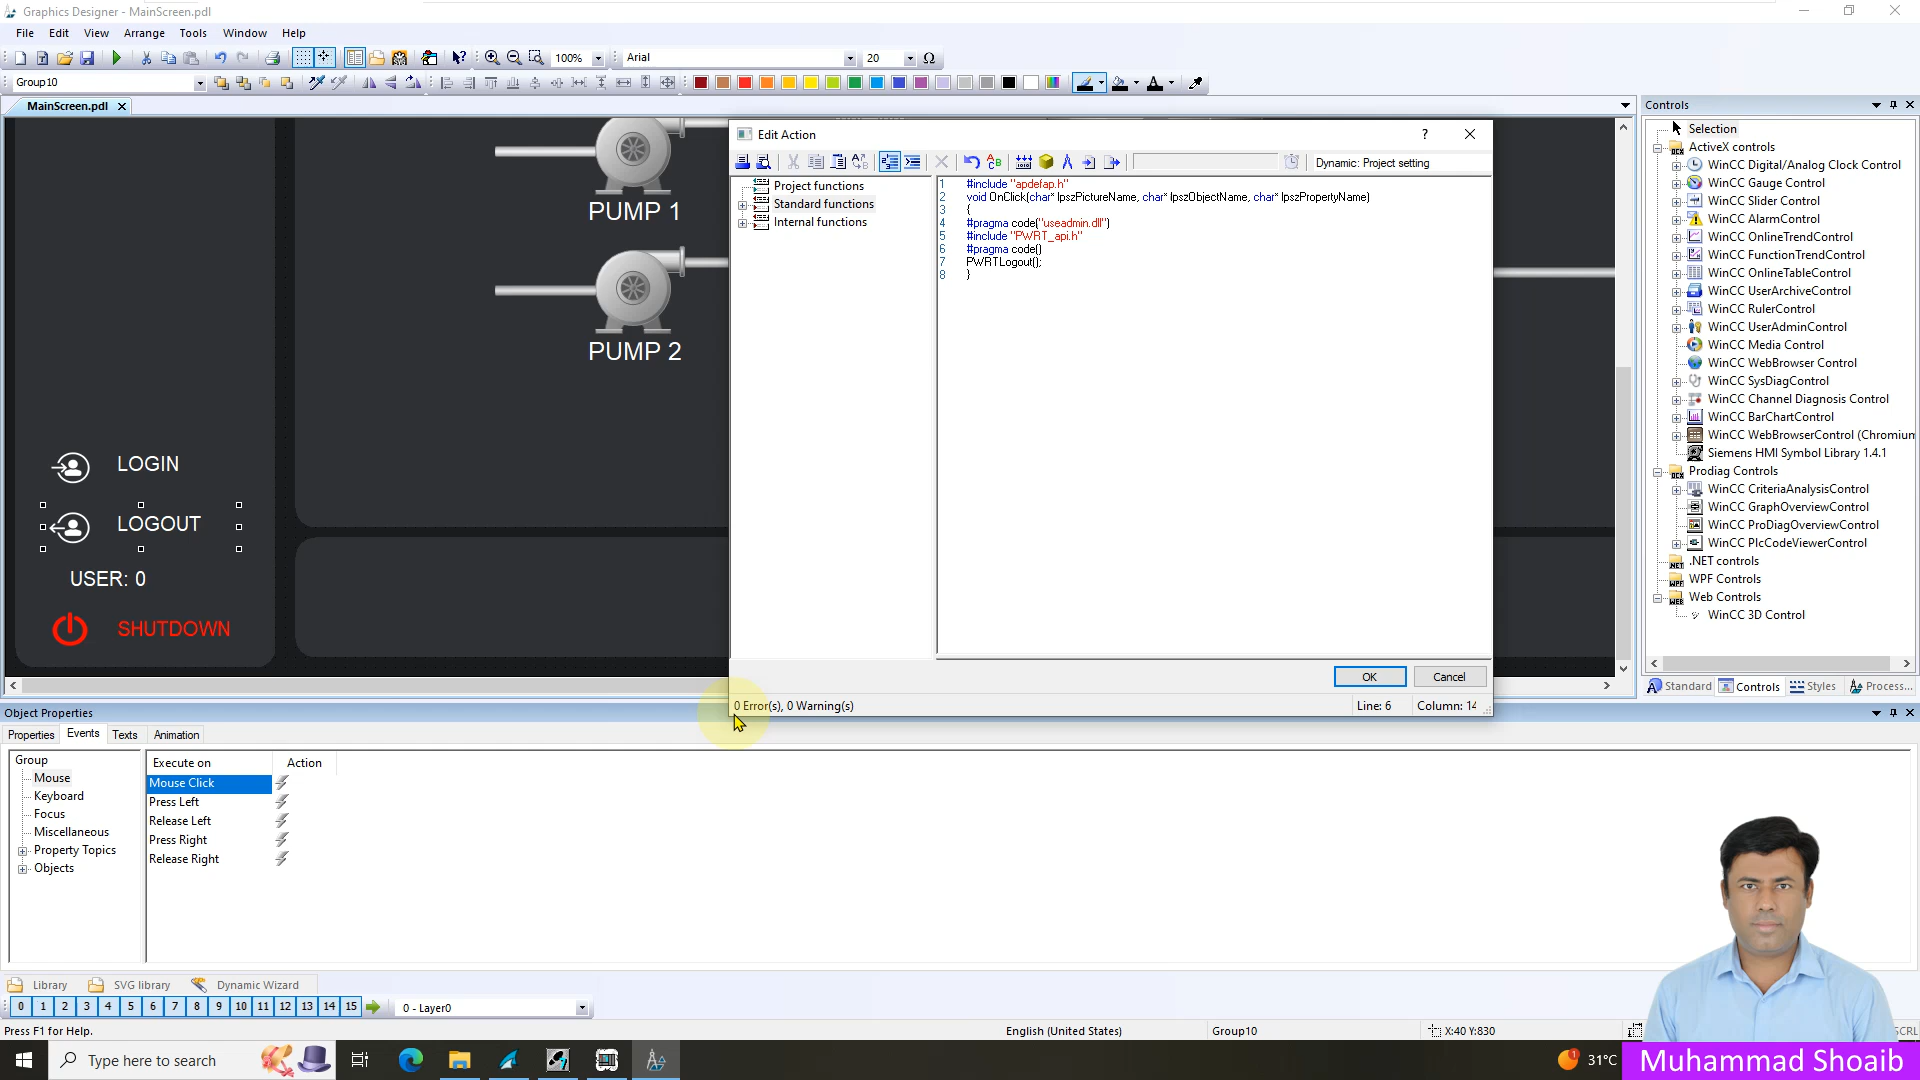 Graphics Designer - MainScreen.pdl
File Edit View Arrange Tools Window Help
100% Arial 20 Ω
Group10
MainScreen.pdl
PUMP 1
PUMP 2
LOGIN
LOGOUT
USER: 0
SHUTDOWN
Edit Action
Dynamic: Project setting
Project functions
Standard functions
Internal functions
1 #include "apdefap.h"
2 void OnClick(char* lpszPictureName, char* lpszObjectName, char* lpszPropertyName)
3 {
4 #pragma code("useadmin.dll")
5 #include "PWRT_api.h"
6 #pragma code()
7 PWRTLogout();
8 }
OK Cancel
0 Error(s), 0 Warning(s) Line: 6 Column: 14
Controls
Selection
ActiveX controls
WinCC Digital/Analog Clock Control
WinCC Gauge Control
WinCC Slider Control
WinCC AlarmControl
WinCC OnlineTrendControl
WinCC FunctionTrendControl
WinCC OnlineTableControl
WinCC UserArchiveControl
WinCC RulerControl
WinCC UserAdminControl
WinCC Media Control
WinCC WebBrowser Control
WinCC SysDiagControl
WinCC Channel Diagnosis Control
WinCC BarChartControl
WinCC WebBrowserControl (Chromium
Siemens HMI Symbol Library 1.4.1
Prodiag Controls
WinCC CriteriaAnalysisControl
WinCC GraphOverviewControl
WinCC ProDiagOverviewControl
WinCC PlcCodeViewerControl
.NET controls
WPF Controls
Web Controls
WinCC 3D Control
Standard Controls Styles Process...
Object Properties
Properties Events Texts Animation
Group
Mouse
Keyboard
Focus
Miscellaneous
Property Topics
Objects
Execute on Action
Mouse Click
Press Left
Release Left
Press Right
Release Right
Library SVG library Dynamic Wizard
0 1 2 3 4 5 6 7 8 9 10 11 12 13 14 15 0 - Layer0
Press F1 for Help. English (United States) Group10 X:40 Y:830 SCRL
Type here to search
1 31°C
Muhammad Shoaib